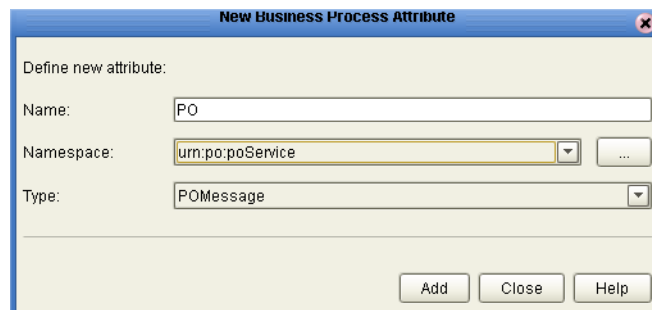 New Business Process Attribute
Define new attribute:
Name: PO
Namespace: urn:po:poService ...
Type: POMessage
Add Close Help